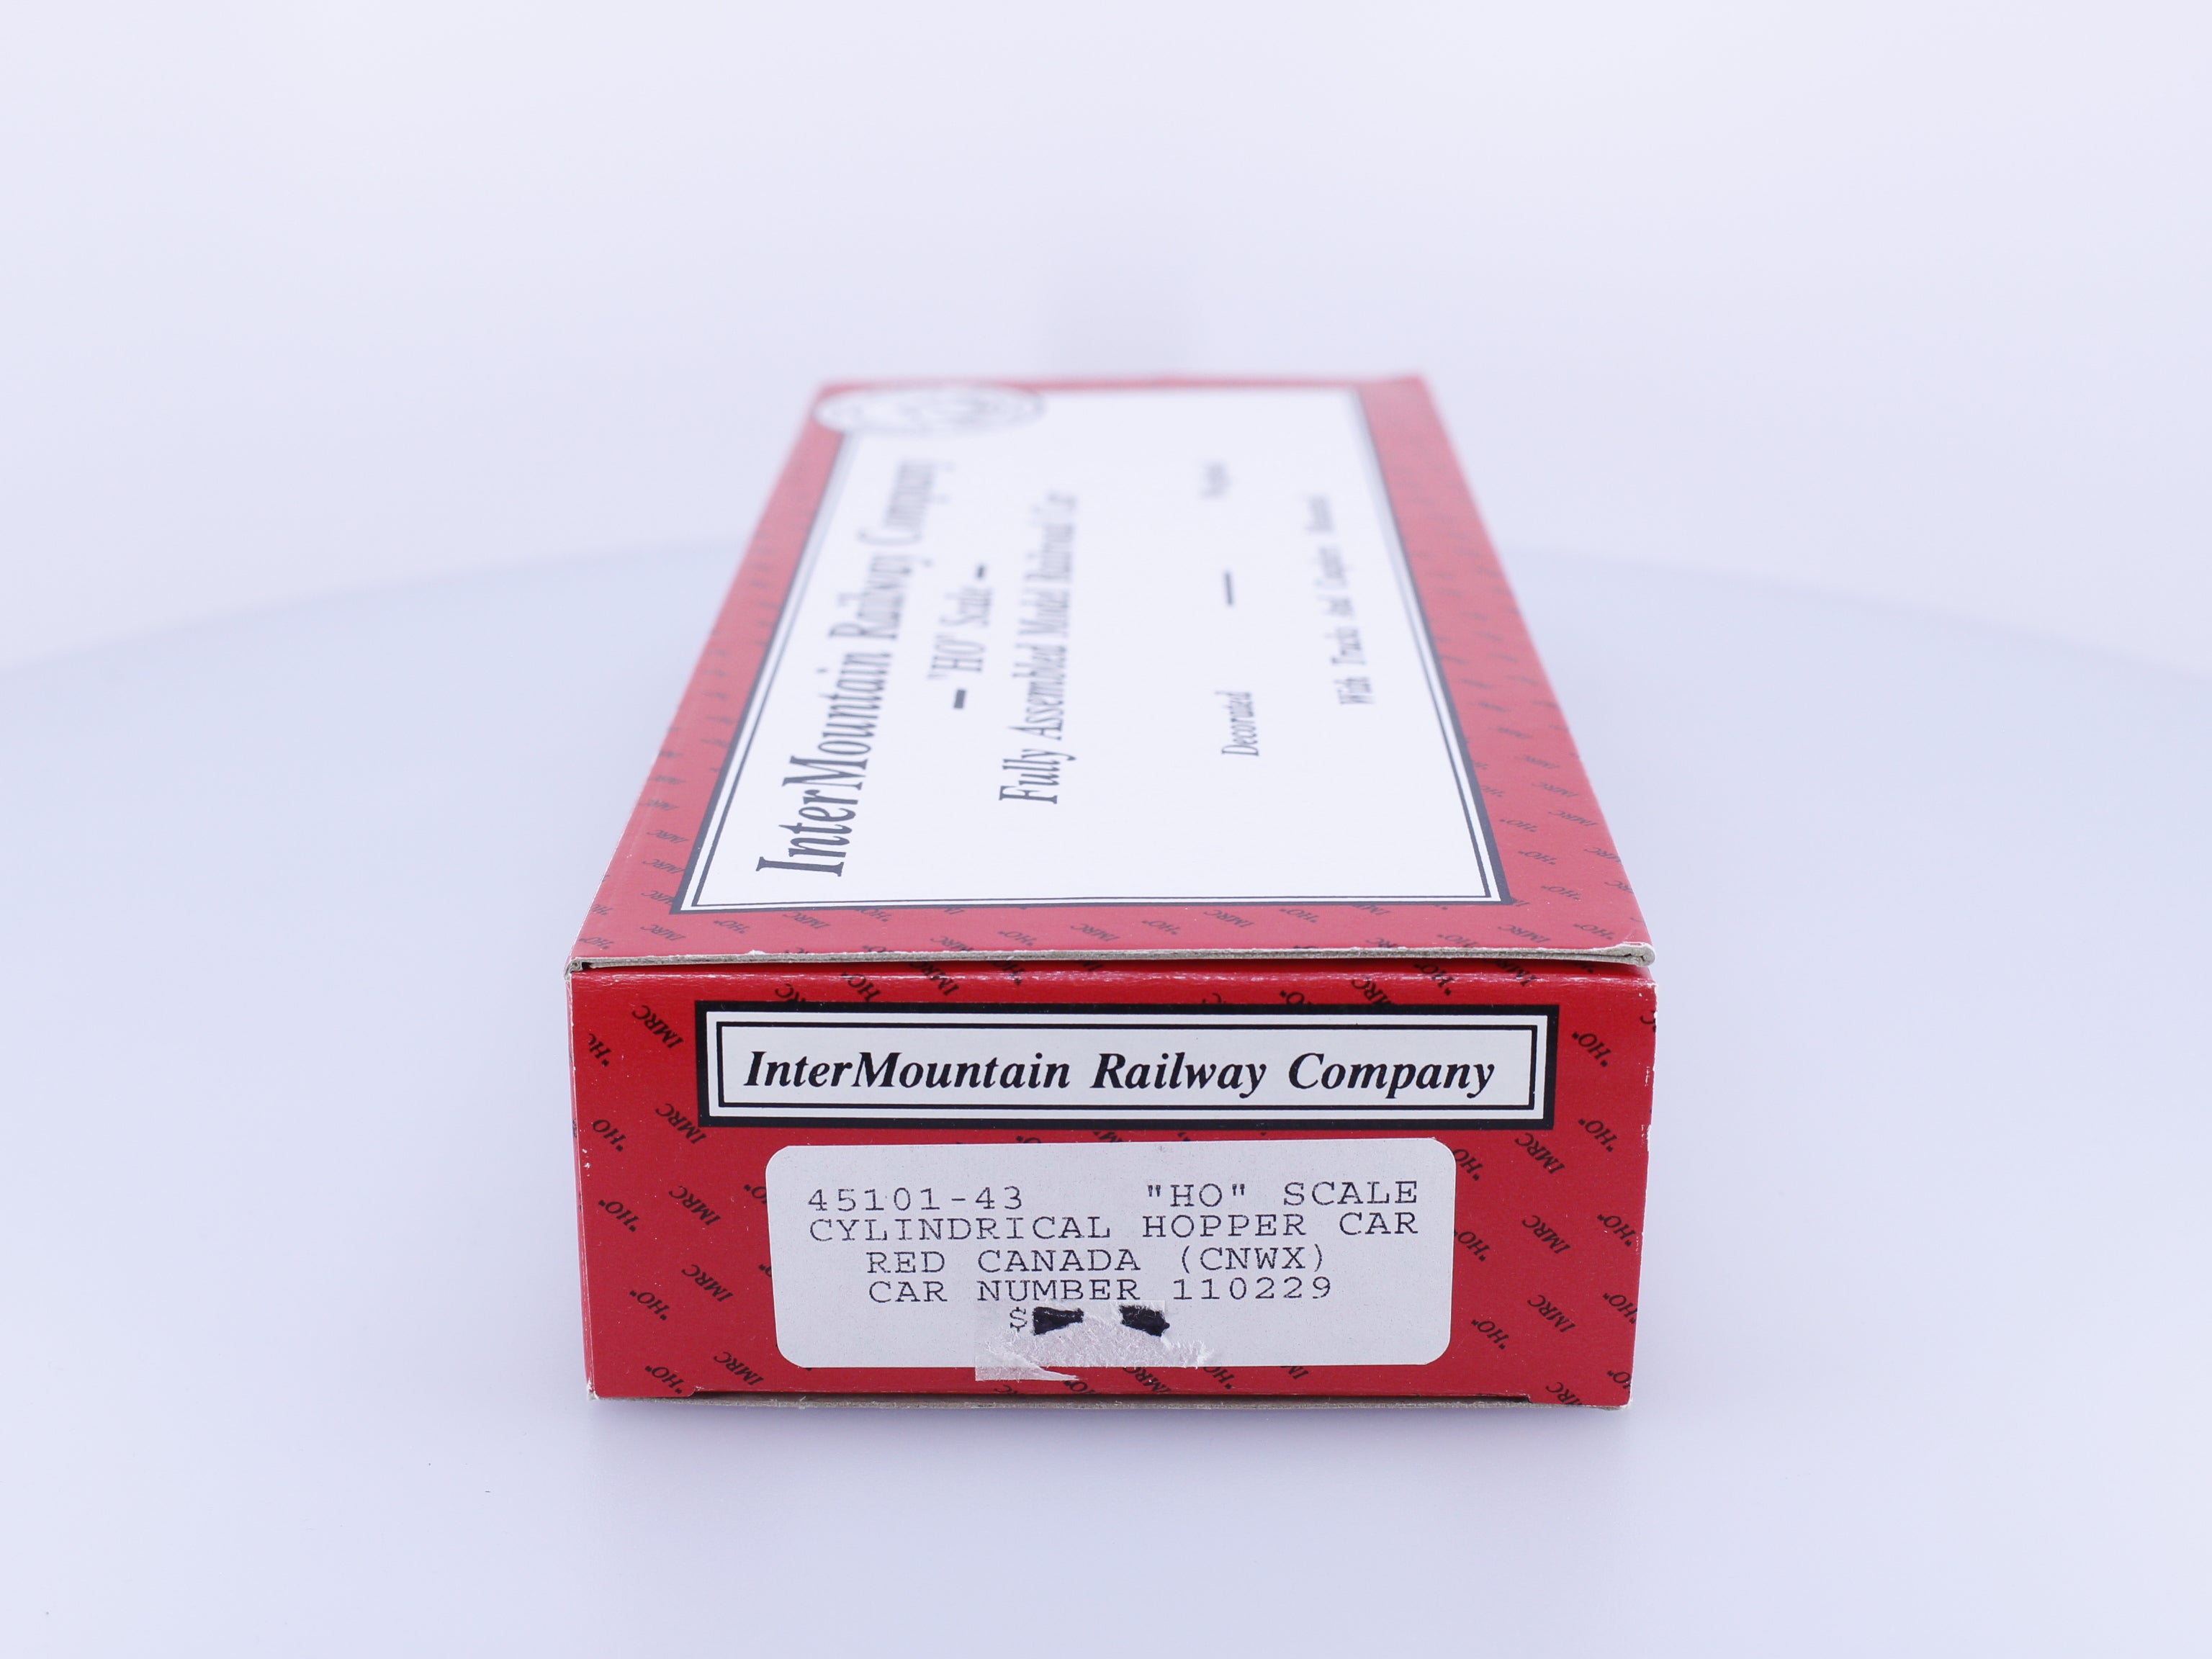 InterMountain Railway Company
- "HO" Scale -
Fully Assembled Model Railroad Car
Decorated
With Trucks And Couplers Mounted
InterMountain Railway Company
45101-43 "HO" SCALE
CYLINDRICAL HOPPER CAR
RED CANADA (CNWX)
CAR NUMBER 110229
$